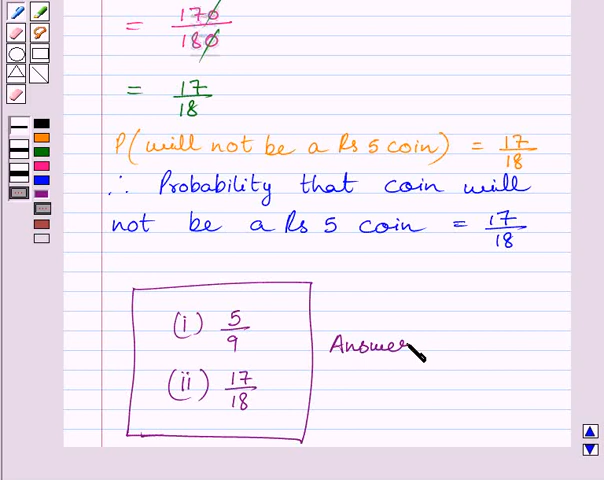 = 170/180
= 17/18
P(will not be a Rs 5 coin) = 17/18
∴ Probability that coin will
not be a Rs 5 coin = 17/18
(i) 5/9
Answer
(ii) 17/18